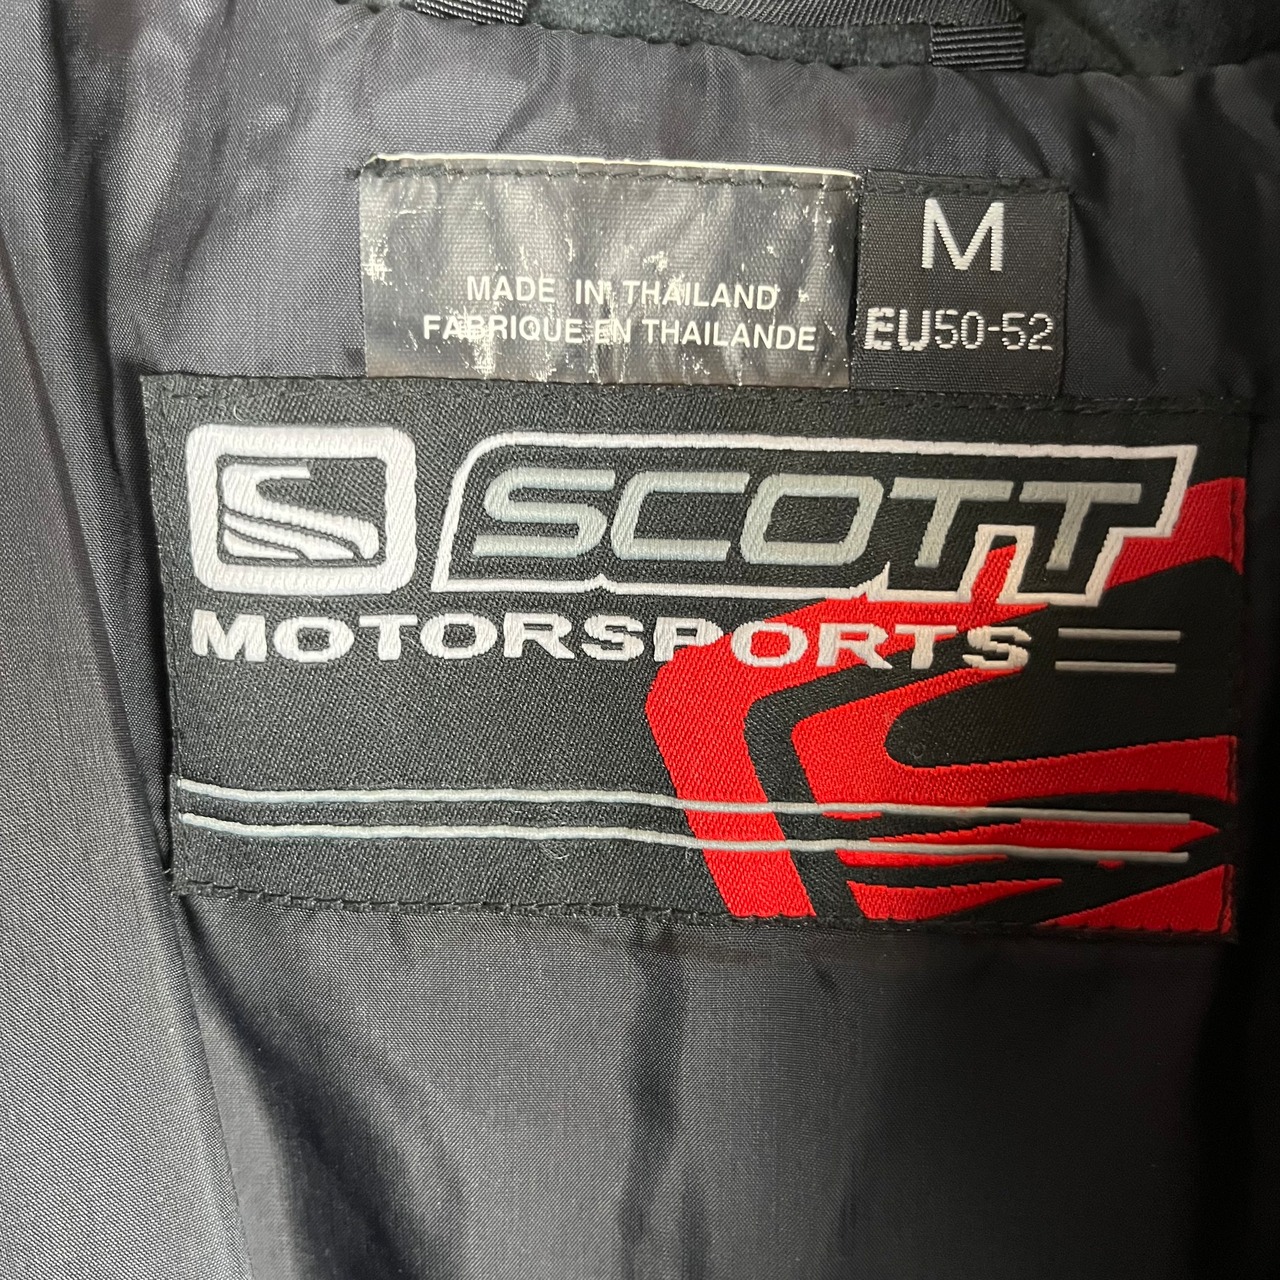 MADE IN THAILAND
FABRIQUE EN THAILANDE
M
EU50-52
SCOTT
MOTORSPORTS